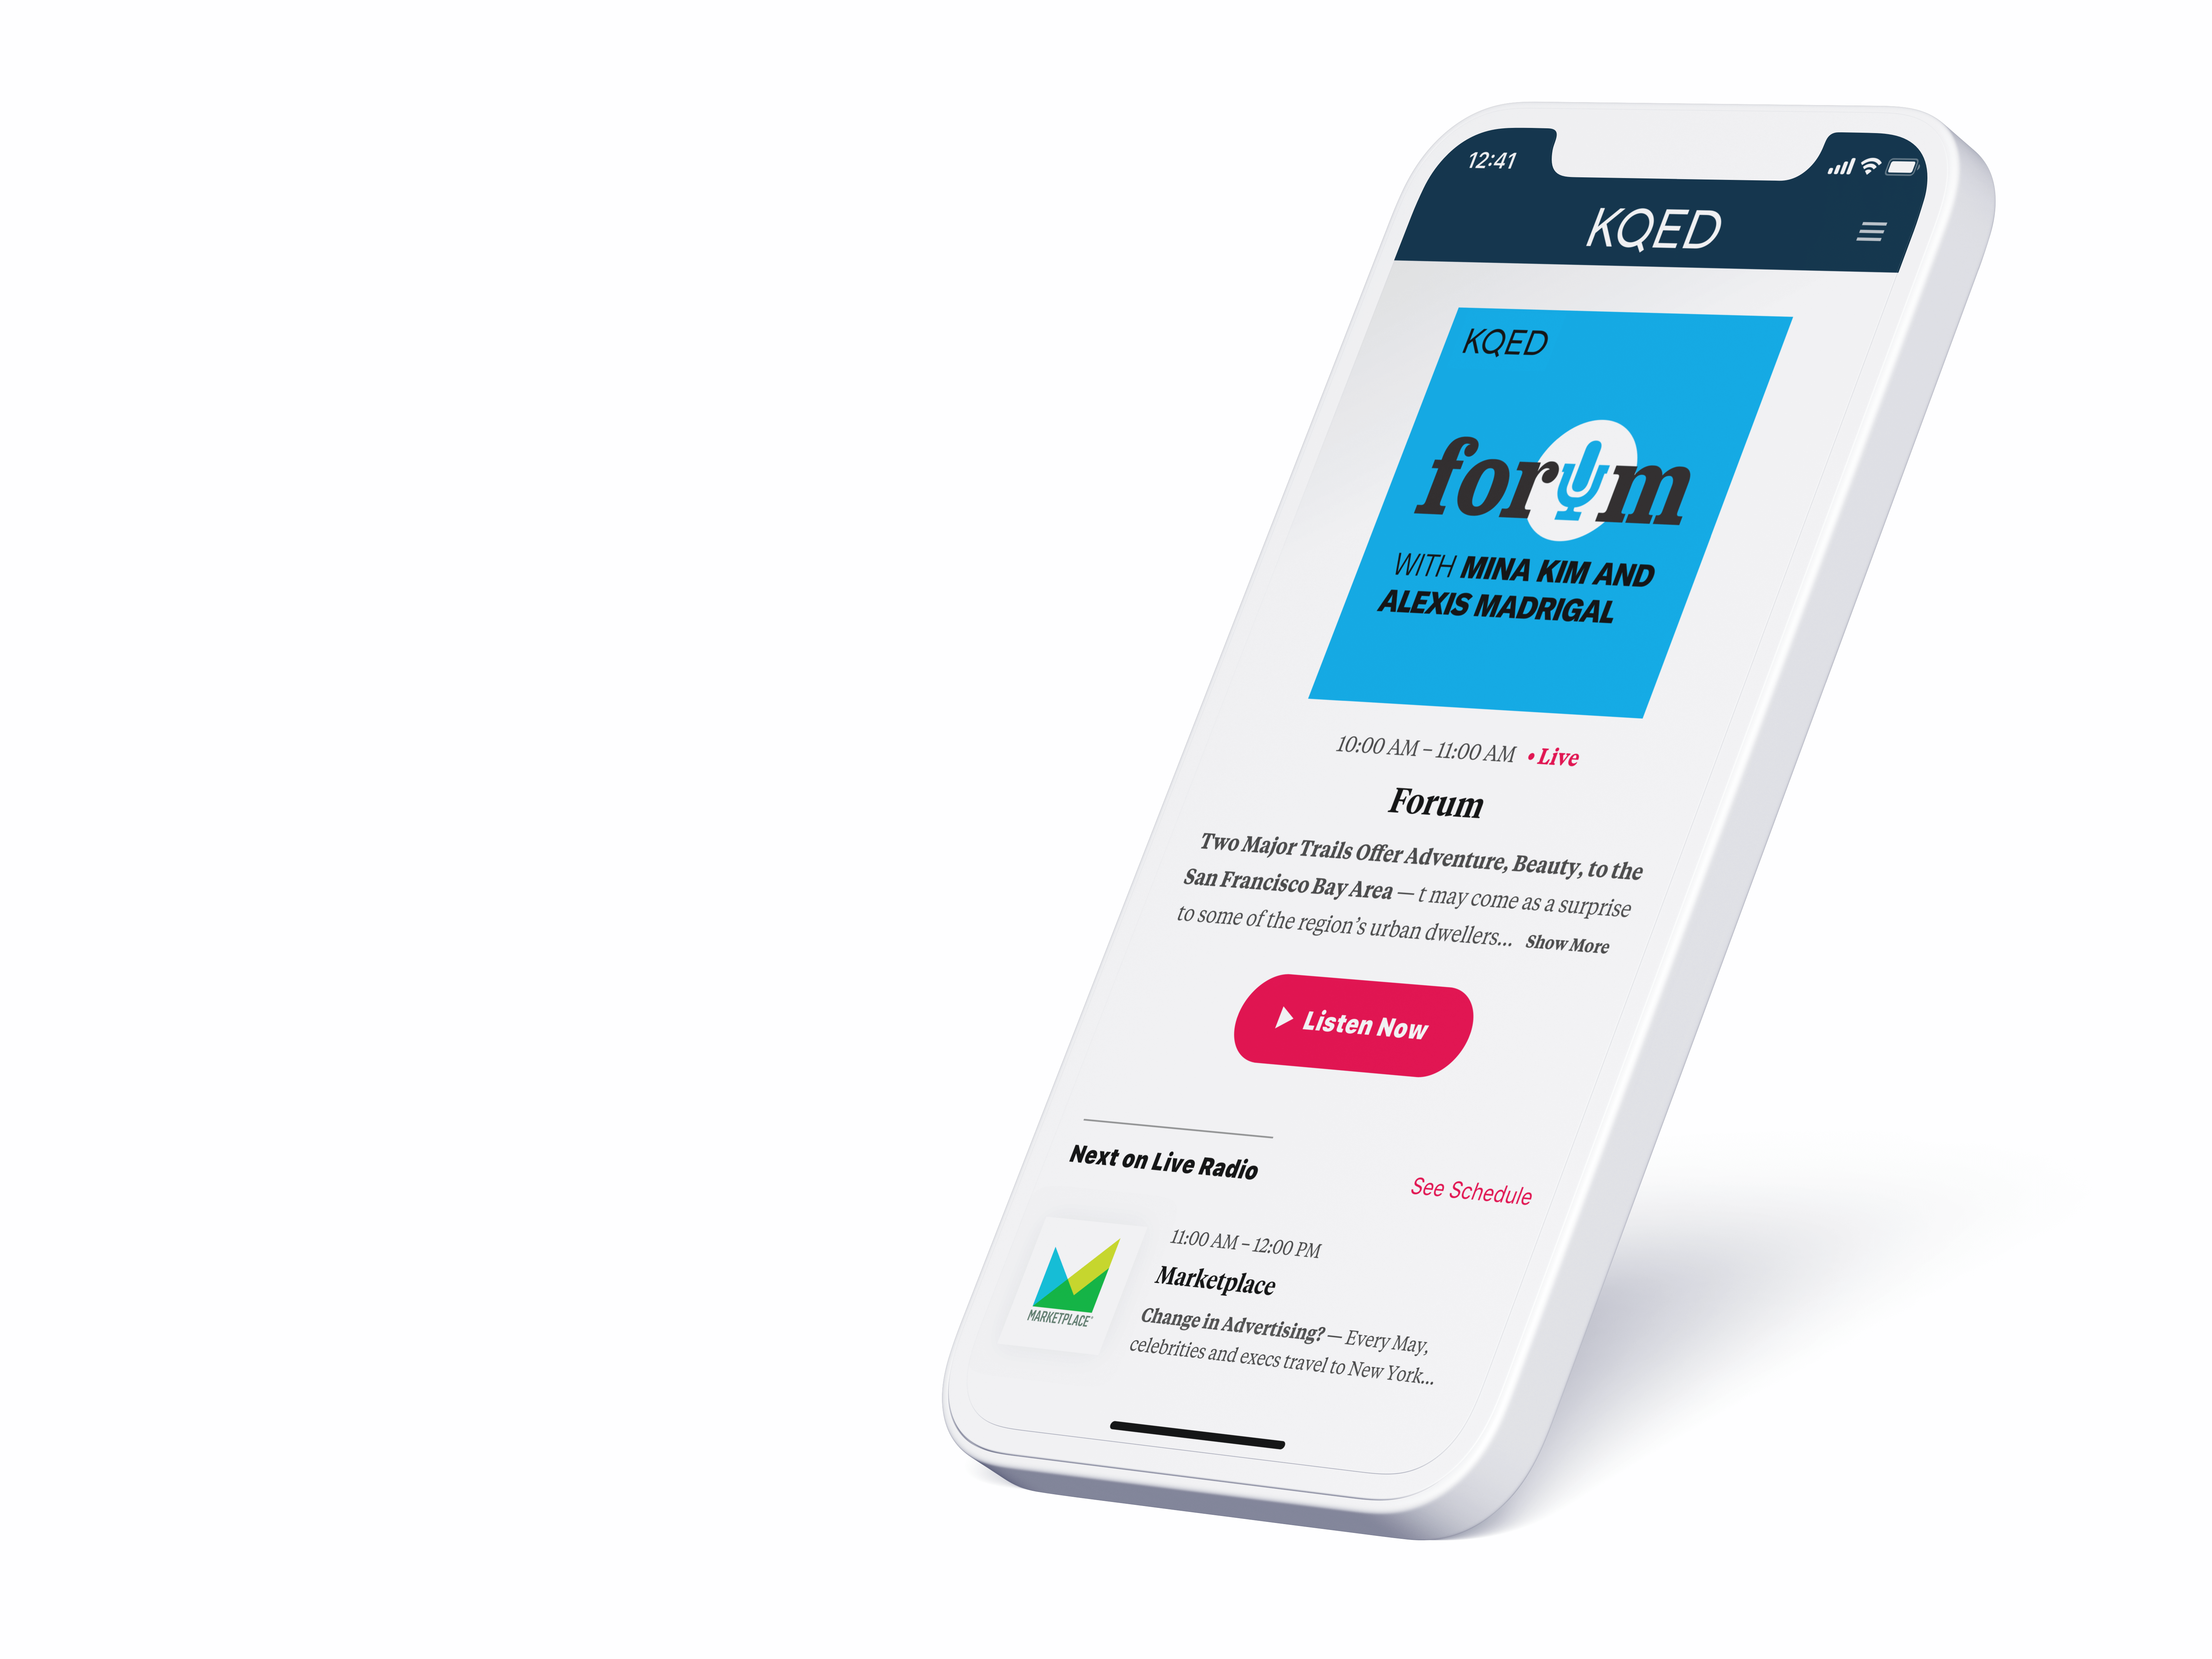 12:41
KQED
KQED
forum
WITH MINA KIM AND
ALEXIS MADRIGAL
10:00 AM – 11:00 AM • Live
Forum
Two Major Trails Offer Adventure, Beauty, to the
San Francisco Bay Area — t may come as a surprise
to some of the region’s urban dwellers... Show More
Listen Now
Next on Live Radio
See Schedule
11:00 AM – 12:00 PM
Marketplace
MARKETPLACE
Change in Advertising? — Every May,
celebrities and execs travel to New York...